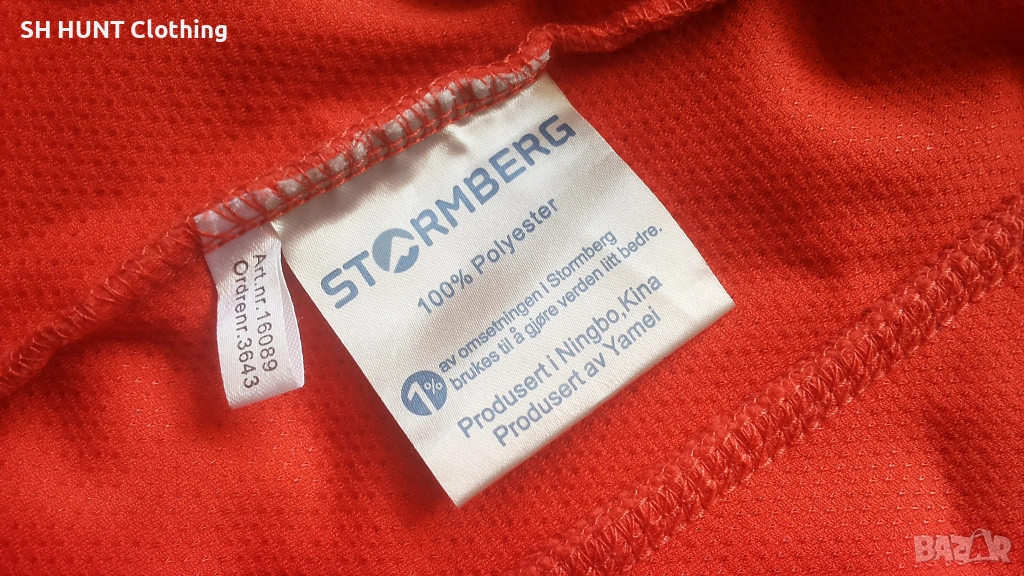 SH HUNT Clothing
STORMBERG
100% Polyester
1% av omsetningen i Stormberg
brukes til å gjøre verden litt bedre.
Produsert i Ningbo, Kina
Produsert av Yamei
Art.nr.16089
Ordrenr.3643
BAZAR